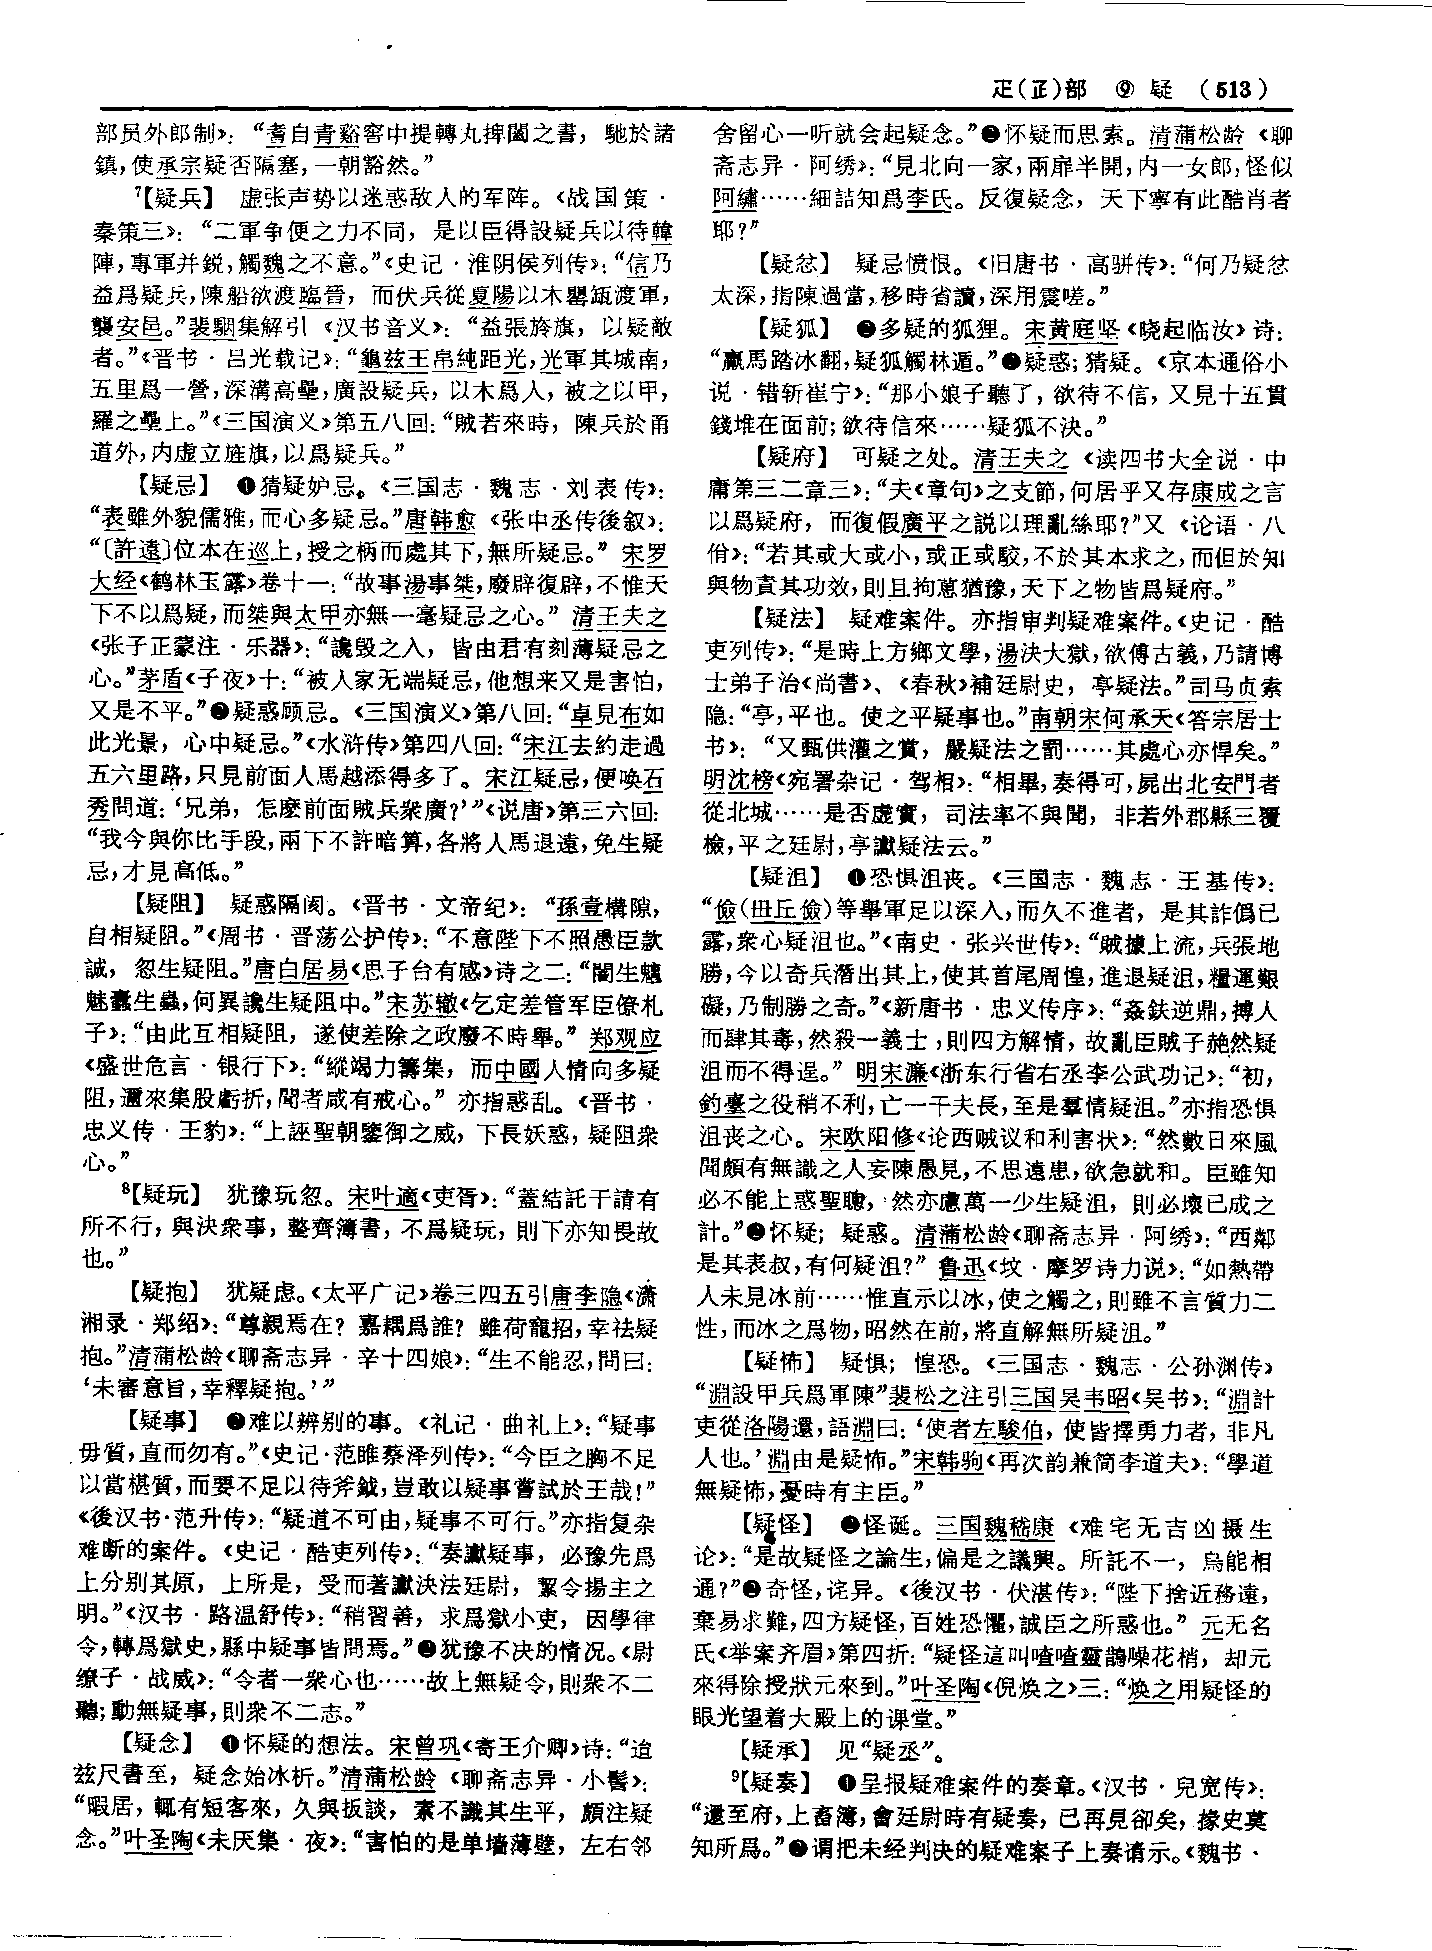 疋(𤴔)部 ⑨ 疑 (513)
部员外郎制》：“耆自青谿窖中提轉丸捭闔之書，馳於諸
鎮，使承宗疑否隔塞，一朝豁然。”
7【疑兵】 虚张声势以迷惑敌人的军阵。《战国策·
秦策三》：“二軍争便之力不同，是以臣得設疑兵以待韓
陣，專軍并鋭，觸魏之不意。”《史记·淮阴侯列传》：“信乃
益爲疑兵，陳船欲渡臨晉，而伏兵從夏陽以木罌缻渡軍，
襲安邑。”裴駰集解引《汉书音义》：“益張旍旗，以疑敵
者。”《晋书·吕光载记》：“龜兹王帛純距光，光軍其城南，
五里爲一營，深溝高壘，廣設疑兵，以木爲人，被之以甲，
羅之壘上。”《三国演义》第五八回：“賊若來時，陳兵於甬
道外，内虚立旌旗，以爲疑兵。”
【疑忌】 ❶猜疑妒忌。《三国志·魏志·刘表传》：
“表雖外貌儒雅，而心多疑忌。”唐韩愈《张中丞传後叙》：
“〔許遠〕位本在巡上，授之柄而處其下，無所疑忌。”宋罗
大经《鹤林玉露》卷十一：“故事湯事桀，廢辟復辟，不惟天
下不以爲疑，而桀與太甲亦無一毫疑忌之心。”清王夫之
《张子正蒙注·乐器》：“讒毁之入，皆由君有刻薄疑忌之
心。”茅盾《子夜》十：“被人家无端疑忌，他想来又是害怕，
又是不平。”❷疑惑顾忌。《三国演义》第八回：“卓見布如
此光景，心中疑忌。”《水浒传》第四八回：“宋江去約走過
五六里路，只見前面人馬越添得多了。宋江疑忌，便唤石
秀問道：‘兄弟，怎麽前面賊兵衆廣？’”《说唐》第三六回：
“我今與你比手段，兩下不許暗算，各將人馬退遠，免生疑
忌，才見高低。”
【疑阻】 疑惑隔阂。《晋书·文帝纪》：“孫壹構隙，
自相疑阻。”《周书·晋荡公护传》：“不意陛下不照愚臣款
誠，忽生疑阻。”唐白居易《思子台有感》诗之二：“闇生魑
魅蠹生蟲，何異讒生疑阻中。”宋苏辙《乞定差管军臣僚札
子》：“由此互相疑阻，遂使差除之政廢不時舉。”郑观应
《盛世危言·银行下》：“縱竭力籌集，而中國人情向多疑
阻，邇來集股虧折，聞者咸有戒心。”亦指惑乱。《晋书·
忠义传·王豹》：“上誣聖朝鑒御之威，下長妖惑，疑阻衆
心。”
8【疑玩】 犹豫玩忽。宋叶適《吏胥》：“蓋結託干請有
所不行，與決衆事，整齊簿書，不爲疑玩，則下亦知畏故
也。”
【疑抱】 犹疑虑。《太平广记》卷三四五引唐李隐《潇
湘录·郑绍》：“尊親焉在？嘉耦爲誰？雖荷寵招，幸祛疑
抱。”清蒲松龄《聊斋志异·辛十四娘》：“生不能忍，問曰：
‘未審意旨，幸釋疑抱。’”
【疑事】 ❶难以辨别的事。《礼记·曲礼上》：“疑事
毋質，直而勿有。”《史记·范雎蔡泽列传》：“今臣之胸不足
以當椹質，而要不足以待斧鉞，豈敢以疑事嘗試於王哉！”
《後汉书·范升传》：“疑道不可由，疑事不可行。”亦指复杂
难断的案件。《史记·酷吏列传》：“奏讞疑事，必豫先爲
上分别其原，上所是，受而著讞決法廷尉，絜令揚主之
明。”《汉书·路温舒传》：“稍習善，求爲獄小吏，因學律
令，轉爲獄史，縣中疑事皆問焉。”❷犹豫不决的情况。《尉
缭子·战威》：“令者一衆心也……故上無疑令，則衆不二
聽；動無疑事，則衆不二志。”
【疑念】 ❶怀疑的想法。宋曾巩《寄王介卿》诗：“迨
兹尺書至，疑念始冰析。”清蒲松龄《聊斋志异·小髻》：
“暇居，輒有短客來，久與扳談，素不識其生平，頗注疑
念。”叶圣陶《未厌集·夜》：“害怕的是单墙薄壁，左右邻
舍留心一听就会起疑念。”❷怀疑而思索。清蒲松龄《聊
斋志异·阿绣》：“見北向一家，兩扉半開，内一女郎，怪似
阿繡……細詰知爲李氏。反復疑念，天下寧有此酷肖者
耶？”
【疑忿】 疑忌愤恨。《旧唐书·高骈传》：“何乃疑忿
太深，指陳過當，移時省讀，深用震嗟。”
【疑狐】 ❶多疑的狐狸。宋黄庭坚《晓起临汝》诗：
“羸馬踏冰翻，疑狐觸林遁。”❷疑惑；猜疑。《京本通俗小
说·错斩崔宁》：“那小娘子聽了，欲待不信，又見十五貫
錢堆在面前；欲待信來……疑狐不決。”
【疑府】 可疑之处。清王夫之《读四书大全说·中
庸第三二章三》：“夫《章句》之支節，何居乎又存康成之言
以爲疑府，而復假廣平之説以理亂絲耶？”又《论语·八
佾》：“若其或大或小，或正或駮，不於其本求之，而但於知
與物責其功效，則且拘葸猶豫，天下之物皆爲疑府。”
【疑法】 疑难案件。亦指审判疑难案件。《史记·酷
吏列传》：“是時上方鄉文學，湯決大獄，欲傅古義，乃請博
士弟子治《尚書》、《春秋》補廷尉史，亭疑法。”司马贞索
隐：“亭，平也。使之平疑事也。”南朝宋何承天《答宗居士
书》：“又甄供灌之賞，嚴疑法之罰……其處心亦悍矣。”
明沈榜《宛署杂记·驾相》：“相畢，奏得可，屍出北安門者
從北城……是否虚實，司法率不與聞，非若外郡縣三覆
檢，平之廷尉，亭讞疑法云。”
【疑沮】 ❶恐惧沮丧。《三国志·魏志·王基传》：
“儉(毌丘儉)等舉軍足以深入，而久不進者，是其詐僞已
露，衆心疑沮也。”《南史·张兴世传》：“賊據上流，兵張地
勝，今以奇兵潛出其上，使其首尾周惶，進退疑沮，糧運艱
礙，乃制勝之奇。”《新唐书·忠义传序》：“姦鈇逆鼎，搏人
而肆其毒，然殺一義士，則四方解情，故亂臣賊子赩然疑
沮而不得逞。”明宋濂《浙东行省右丞李公武功记》：“初，
釣臺之役稍不利，亡一千夫長，至是羣情疑沮。”亦指恐惧
沮丧之心。宋欧阳修《论西贼议和利害状》：“然數日來風
聞頗有無識之人妄陳愚見，不思遠患，欲急就和。臣雖知
必不能上惑聖聰，然亦慮萬一少生疑沮，則必壞已成之
計。”❷怀疑；疑惑。清蒲松龄《聊斋志异·阿绣》：“西鄰
是其表叔，有何疑沮？”鲁迅《坟·摩罗诗力说》：“如熱帶
人未見冰前……惟直示以冰，使之觸之，則雖不言質力二
性，而冰之爲物，昭然在前，將直解無所疑沮。”
【疑怖】 疑惧；惶恐。《三国志·魏志·公孙渊传》
“淵設甲兵爲軍陳”裴松之注引三国吴韦昭《吴书》：“淵計
吏從洛陽還，語淵曰：‘使者左駿伯，使皆擇勇力者，非凡
人也。’淵由是疑怖。”宋韩驹《再次韵兼简李道夫》：“學道
無疑怖，憂時有主臣。”
【疑怪】 ❶怪诞。三国魏嵇康《难宅无吉凶摄生
论》：“是故疑怪之論生，偏是之議興。所託不一，烏能相
通？”❷奇怪，诧异。《後汉书·伏湛传》：“陛下捨近務遠，
棄易求難，四方疑怪，百姓恐懼，誠臣之所惑也。”元无名
氏《举案齐眉》第四折：“疑怪這叫喳喳靈鵲噪花梢，却元
來得除授狀元來到。”叶圣陶《倪焕之》三：“焕之用疑怪的
眼光望着大殿上的课堂。”
【疑承】 见“疑丞”。
9【疑奏】 ❶呈报疑难案件的奏章。《汉书·兒宽传》：
“還至府，上畜簿，會廷尉時有疑奏，已再見卻矣，掾史莫
知所爲。”❷谓把未经判决的疑难案子上奏请示。《魏书·